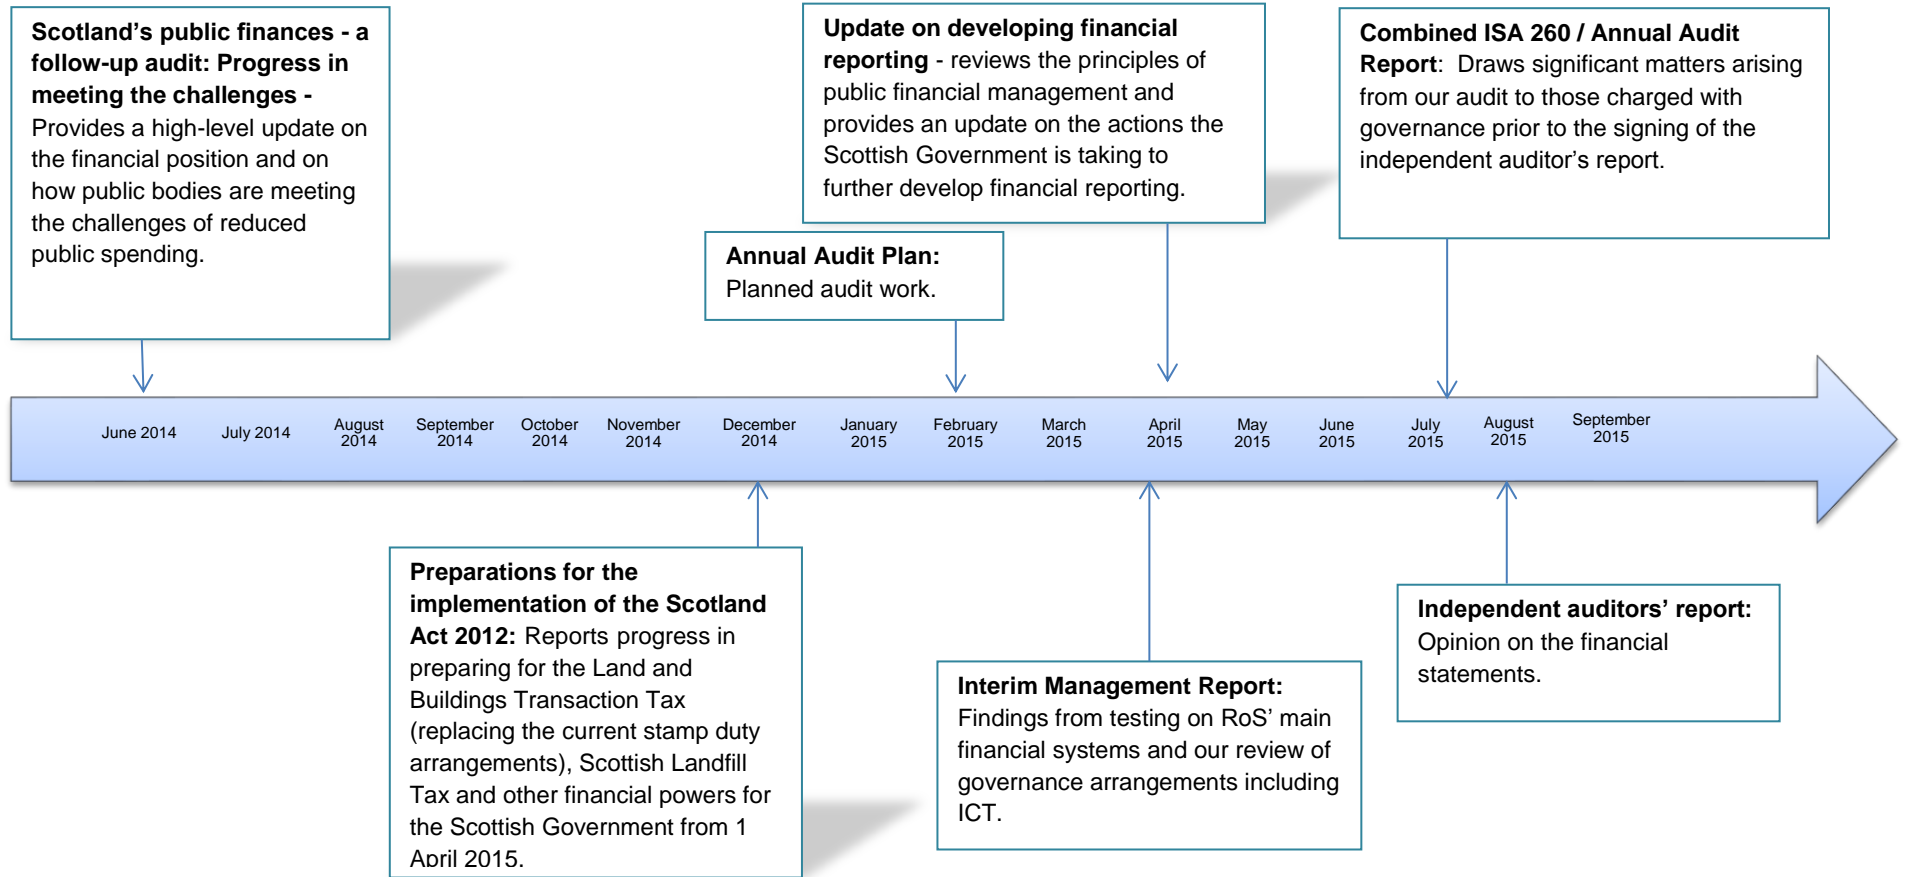 Scotland’s public finances - a
follow-up audit: Progress in
meeting the challenges -
Provides a high-level update on
the financial position and on
how public bodies are meeting
the challenges of reduced
public spending.
Update on developing financial
reporting - reviews the principles of
public financial management and
provides an update on the actions the
Scottish Government is taking to
further develop financial reporting.
Combined ISA 260 / Annual Audit
Report: Draws significant matters arising
from our audit to those charged with
governance prior to the signing of the
independent auditor’s report.
Annual Audit Plan:
Planned audit work.
June 2014
July 2014
August
2014
September
2014
October
2014
November
2014
December
2014
January
2015
February
2015
March
2015
April
2015
May
2015
June
2015
July
2015
August
2015
September
2015
Preparations for the
implementation of the Scotland
Act 2012: Reports progress in
preparing for the Land and
Buildings Transaction Tax
(replacing the current stamp duty
arrangements), Scottish Landfill
Tax and other financial powers for
the Scottish Government from 1
April 2015.
Interim Management Report:
Findings from testing on RoS’ main
financial systems and our review of
governance arrangements including
ICT.
Independent auditors’ report:
Opinion on the financial
statements.